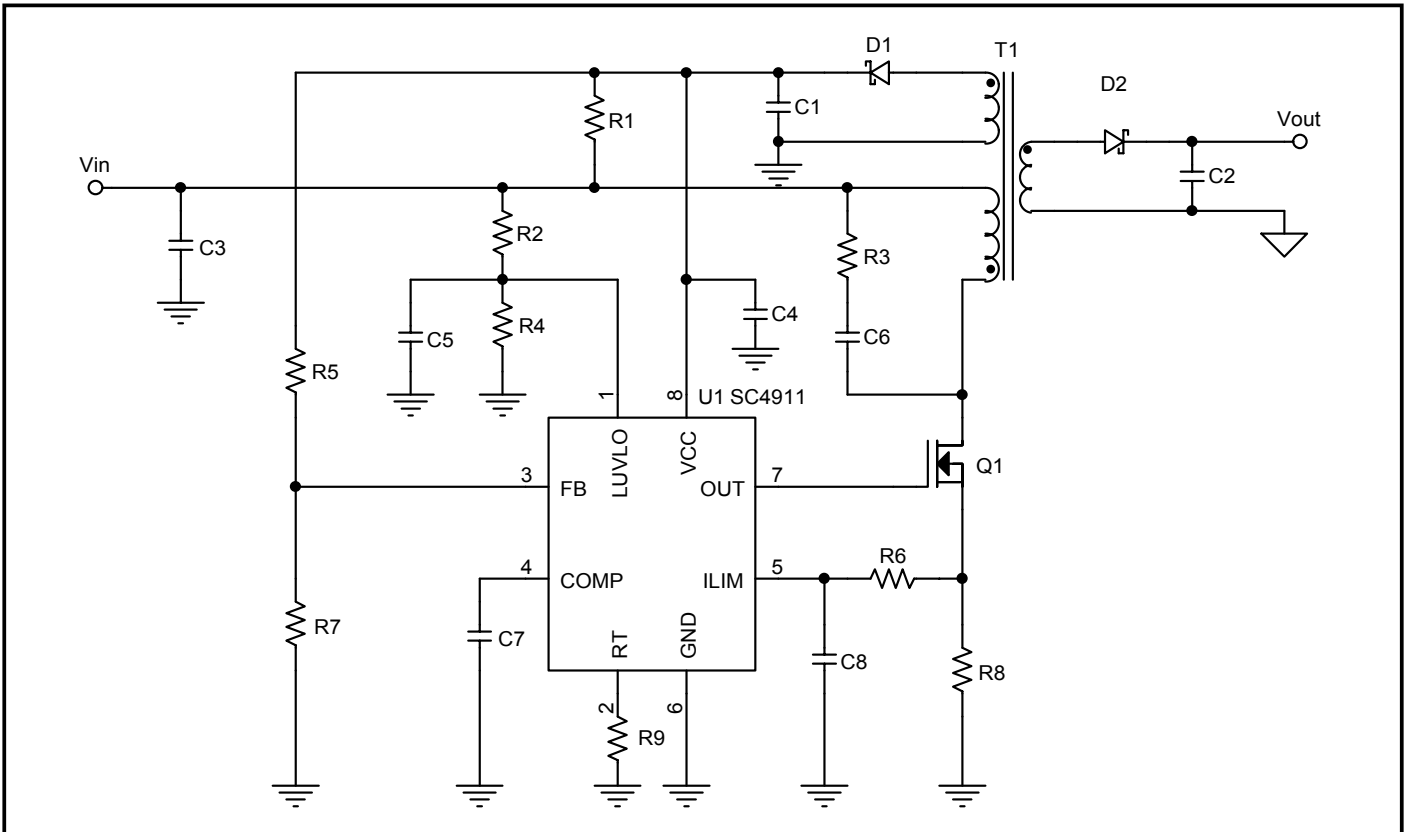 D1
T1
D2
R1
C1
Vout
Vin
C2
R2
R3
C3
R4
C4
C5
C6
R5
1
8
U1 SC4911
LUVLO
VCC
3
FB
OUT
7
Q1
4
COMP
ILIM
5
R6
R7
C7
RT
GND
C8
R8
2
6
R9